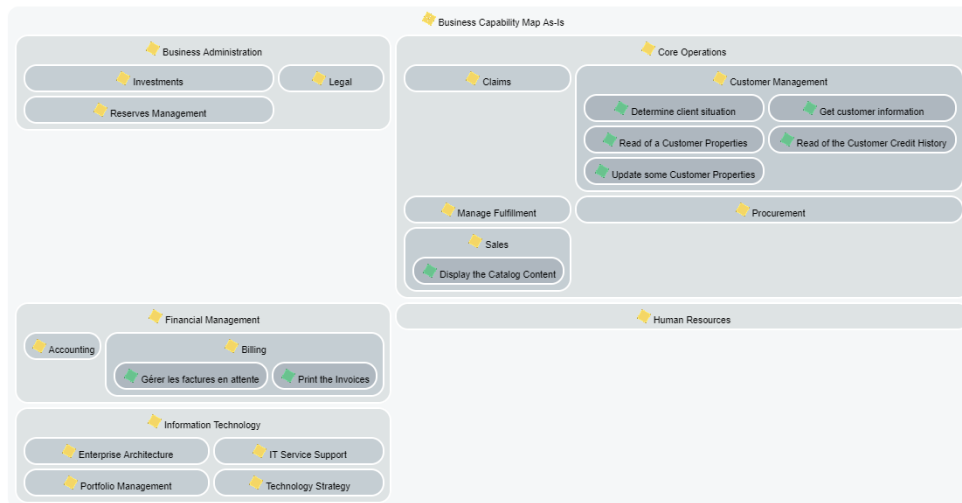 Business Capability Map As-Is
Business Administration
Investments
Legal
Reserves Management
Core Operations
Claims
Customer Management
Determine client situation
Get customer information
Read of a Customer Properties
Read of the Customer Credit History
Update some Customer Properties
Manage Fulfillment
Procurement
Sales
Display the Catalog Content
Financial Management
Accounting
Billing
Gérer les factures en attente
Print the Invoices
Human Resources
Information Technology
Enterprise Architecture
IT Service Support
Portfolio Management
Technology Strategy